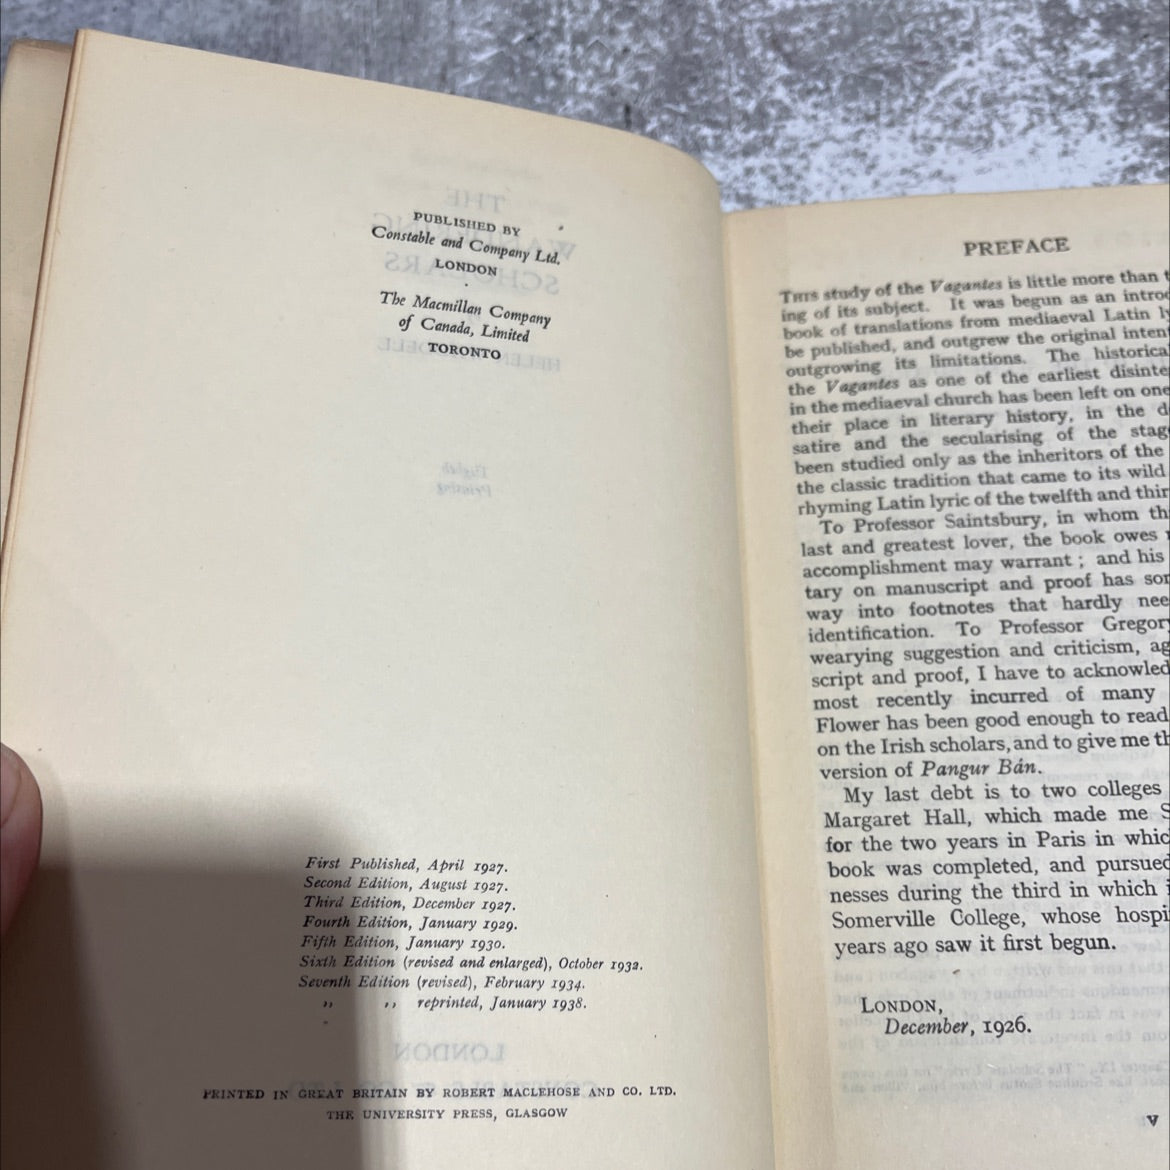 PUBLISHED BY
Constable and Company Ltd.
LONDON
The Macmillan Company
of Canada, Limited
TORONTO
First Published, April 1927.
Second Edition, August 1927.
Third Edition, December 1927.
Fourth Edition, January 1929.
Fifth Edition, January 1930.
Sixth Edition (revised and enlarged), October 1932.
Seventh Edition (revised), February 1934.
,, ,, reprinted, January 1938.
PRINTED IN GREAT BRITAIN BY ROBERT MACLEHOSE AND CO. LTD.
THE UNIVERSITY PRESS, GLASGOW
PREFACE
THIS study of the Vagantes is little more than t
ing of its subject. It was begun as an introd
book of translations from mediaeval Latin ly
be published, and outgrew the original intent
outgrowing its limitations. The historica
the Vagantes as one of the earliest disinte
in the mediaeval church has been left on one
their place in literary history, in the d
satire and the secularising of the stag
been studied only as the inheritors of the
the classic tradition that came to its wild
rhyming Latin lyric of the twelfth and thir
To Professor Saintsbury, in whom th
last and greatest lover, the book owes
accomplishment may warrant ; and his
tary on manuscript and proof has som
way into footnotes that hardly nee
identification. To Professor Gregory
wearying suggestion and criticism, ag
script and proof, I have to acknowled
most recently incurred of many
Flower has been good enough to read
on the Irish scholars, and to give me th
version of Pangur Bán.
My last debt is to two colleges
Margaret Hall, which made me S
for the two years in Paris in whic
book was completed, and pursued
nesses during the third in which i
Somerville College, whose hospi
years ago saw it first begun.
LONDON,
December, 1926.
v